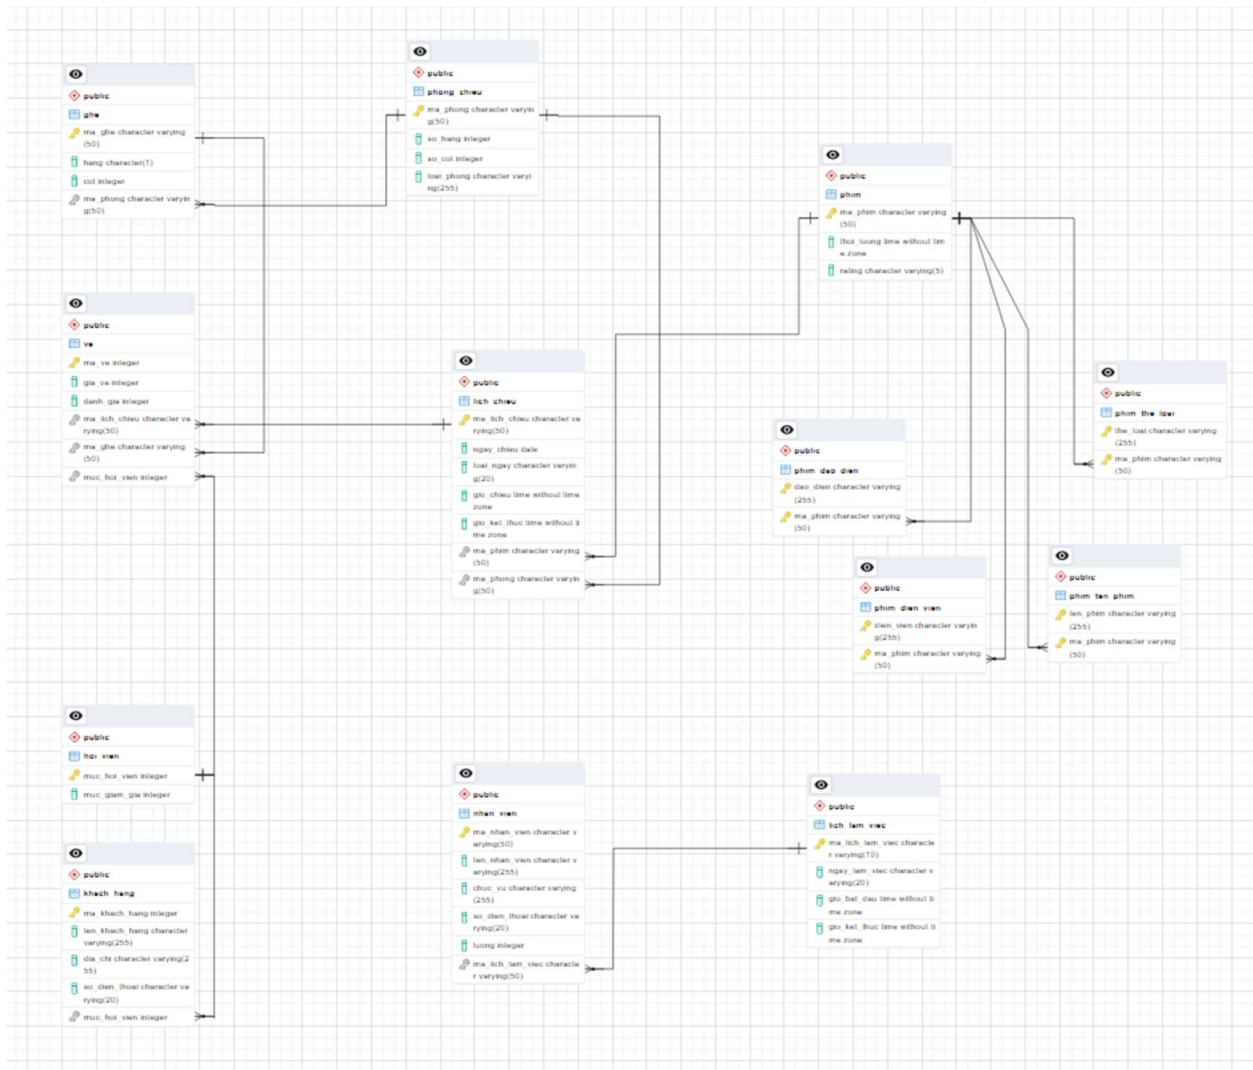 public
ghe
ma_ghe character varying
(50)
hang character(1)
col integer
ma_phong character varyin
g(50)
public
phong_chieu
ma_phong character varyin
g(50)
so_hang integer
so_col integer
loai_phong character varyi
ng(255)
public
phim
ma_phim character varying
(50)
thoi_luong time without tim
e zone
rating character varying(5)
public
ve
ma_ve integer
gia_ve integer
danh_gia integer
ma_lich_chieu character va
rying(50)
ma_ghe character varying
(50)
muc_hoi_vien integer
public
lich_chieu
ma_lich_chieu character va
rying(50)
ngay_chieu date
loai_ngay character varyin
g(20)
gio_chieu time without time
zone
gio_ket_thuc time without ti
me zone
ma_phim character varying
(50)
ma_phong character varyin
g(50)
public
phim_the_loai
the_loai character varying
(255)
ma_phim character varying
(50)
public
phim_dao_dien
dao_dien character varying
(255)
ma_phim character varying
(50)
public
phim_dien_vien
dien_vien character varyin
g(255)
ma_phim character varying
(50)
public
phim_ten_phim
ten_phim character varying
(255)
ma_phim character varying
(50)
public
hoi_vien
muc_hoi_vien integer
muc_giam_gia integer
public
khach_hang
ma_khach_hang integer
ten_khach_hang character
varying(255)
dia_chi character varying(2
55)
so_dien_thoai character va
rying(20)
muc_hoi_vien integer
public
nhan_vien
ma_nhan_vien character v
arying(50)
ten_nhan_vien character v
arying(255)
chuc_vu character varying
(255)
so_dien_thoai character va
rying(20)
luong integer
ma_lich_lam_viec characte
r varying(50)
public
lich_lam_viec
ma_lich_lam_viec characte
r varying(10)
ngay_lam_viec character v
arying(20)
gio_bat_dau time without ti
me zone
gio_ket_thuc time without ti
me zone